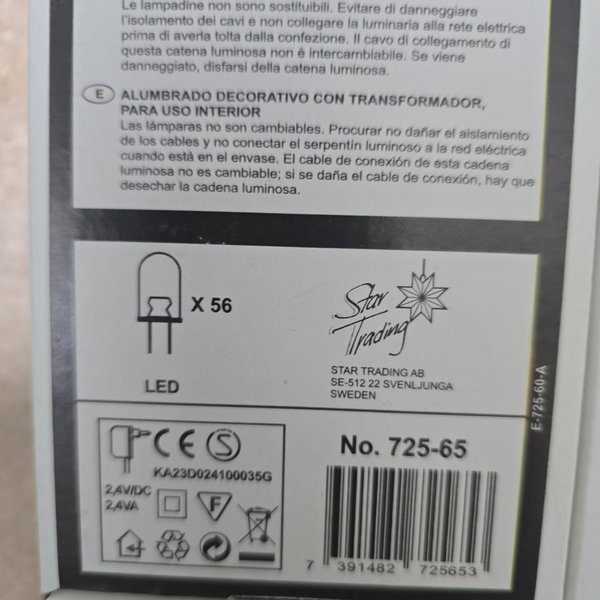 Le lampadine non sono sostituibili. Evitare di danneggiare
l'isolamento dei cavi e non collegare la luminaria alla rete elettrica
prima di averla tolta dalla confezione. Il cavo di collegamento di
questa catena luminosa non è intercambiabile. Se viene
danneggiato, disfarsi della catena luminosa.
E ALUMBRADO DECORATIVO CON TRANSFORMADOR,
PARA USO INTERIOR
Las lámparas no son cambiables. Procurar no dañar el aislamiento
de los cables y no conectar el serpentín luminoso a la red eléctrica
cuando está en el envase. El cable de conexión de esta cadena
luminosa no es cambiable; si se daña el cable de conexión, hay que
desechar la cadena luminosa.
X 56
LED
Star
Trading
STAR TRADING AB
SE-512 22 SVENLJUNGA
SWEDEN
E-725-60-A
CE S
KA23D024100035G
2,4V/DC
2,4VA
F
No. 725-65
7 391482 725653